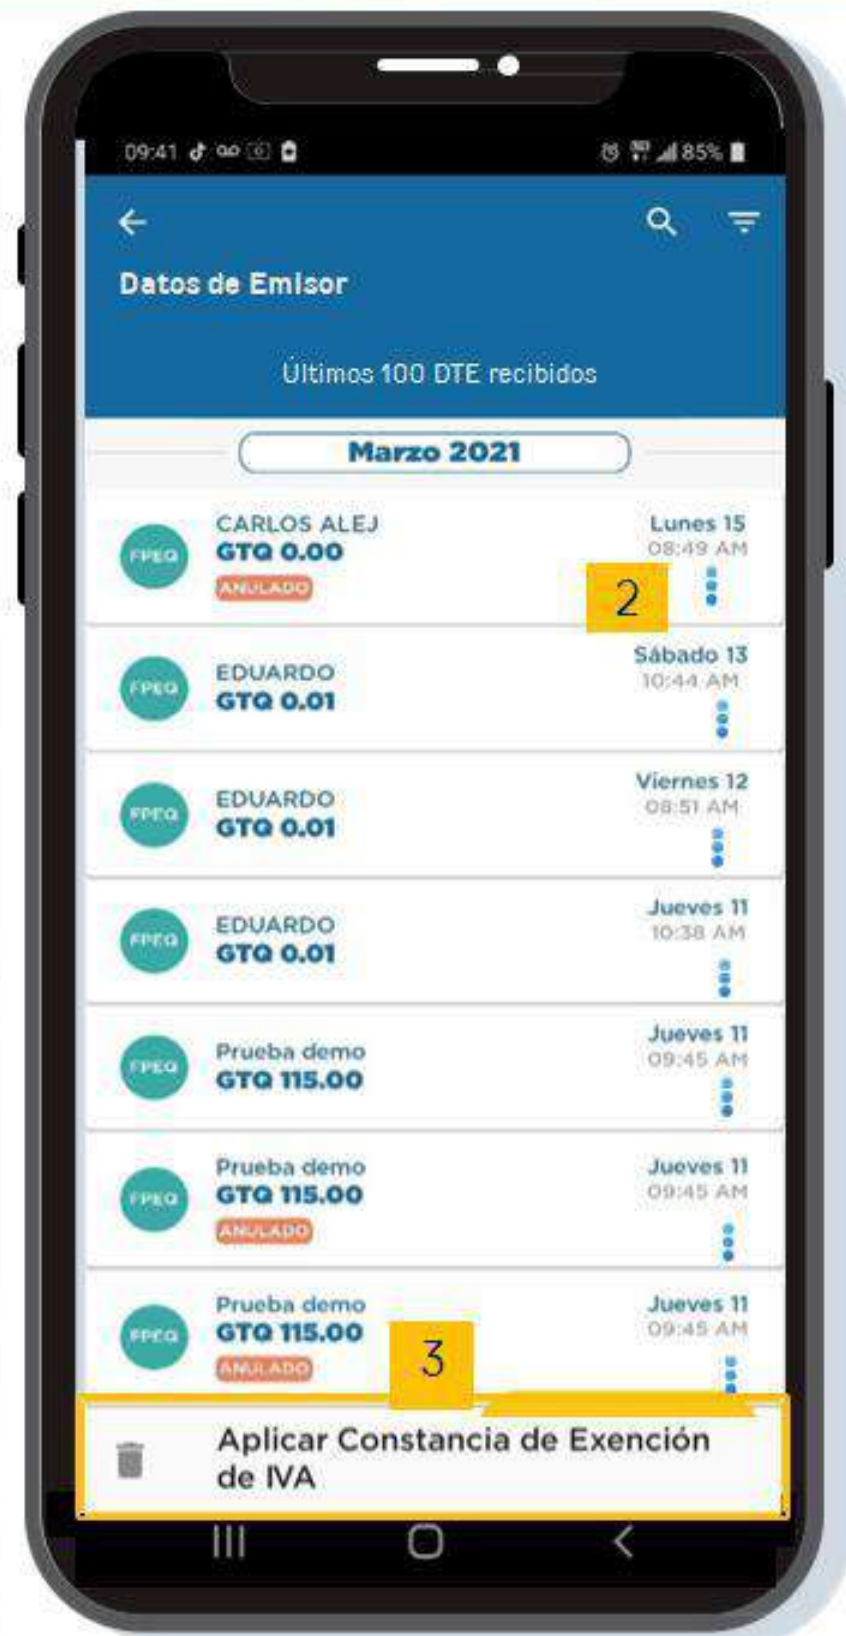 09:41
85%
Datos de Emisor
Últimos 100 DTE recibidos
Marzo 2021
CARLOS ALEJ
Lunes 15
FPEQ
GTQ 0.00
08:49 AM
ANULADO
2
EDUARDO
Sábado 13
FPEQ
GTQ 0.01
10:44 AM
EDUARDO
Viernes 12
FPEQ
GTQ 0.01
08:51 AM
EDUARDO
Jueves 11
FPEQ
GTQ 0.01
10:38 AM
Prueba demo
Jueves 11
FPEQ
GTQ 115.00
09:45 AM
Prueba demo
Jueves 11
FPEQ
GTQ 115.00
09:45 AM
ANULADO
Prueba demo
Jueves 11
FPEQ
GTQ 115.00
09:45 AM
ANULADO
3
Aplicar Constancia de Exención
de IVA